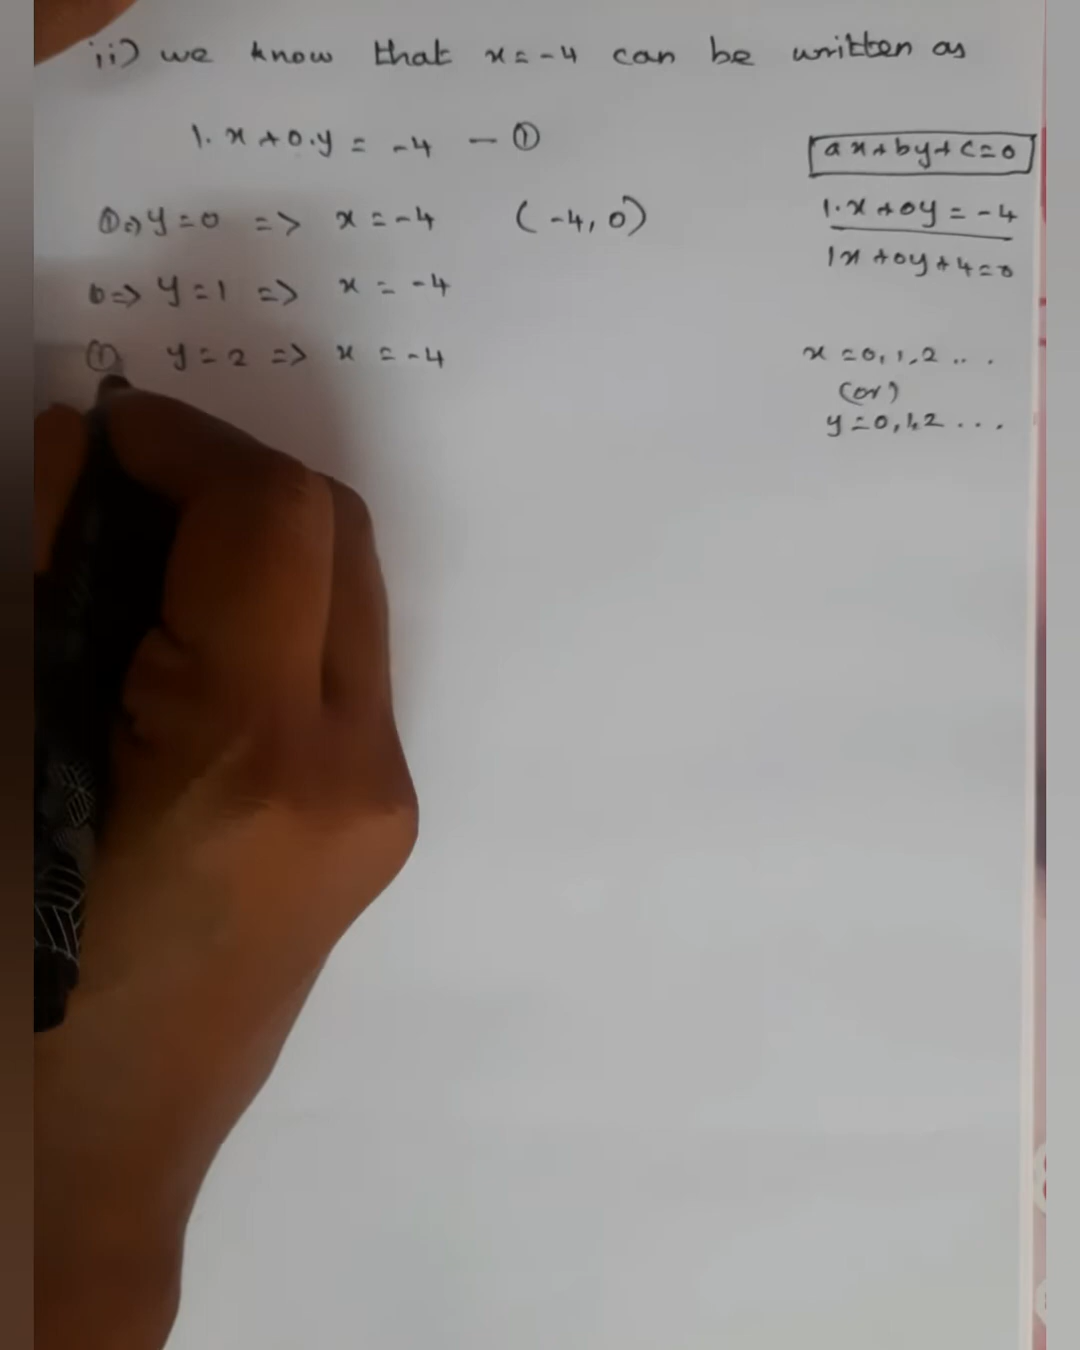 ii) we know that x=-4 can be written as
1.x+0.y = -4 - ①
①=>y=0 => x=-4 (-4,0)
①=> y=1 => x=-4
① y=2 => x=-4
ax+by+c=0
1.x+0y=-4
1x+0y+4=0
x=0,1,2 ...
(or)
y=0,1,2 ...